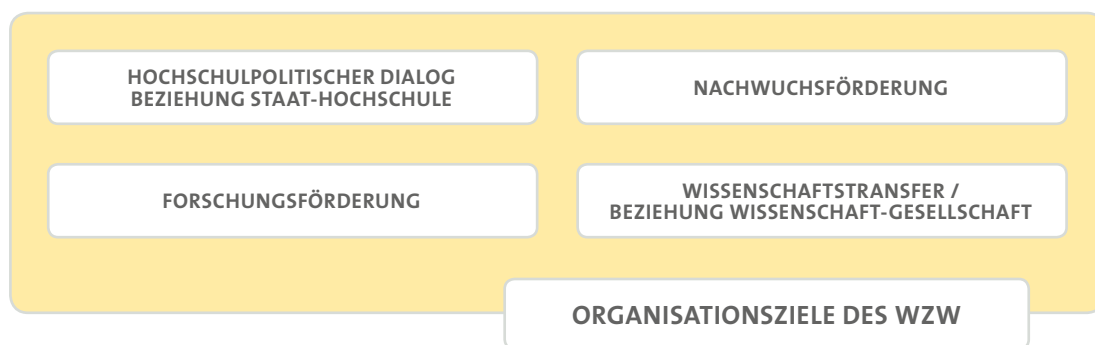 HOCHSCHULPOLITISCHER DIALOG
BEZIEHUNG STAAT-HOCHSCHULE
NACHWUCHSFÖRDERUNG
FORSCHUNGSFÖRDERUNG
WISSENSCHAFTSTRANSFER /
BEZIEHUNG WISSENSCHAFT-GESELLSCHAFT
ORGANISATIONSZIELE DES WZW